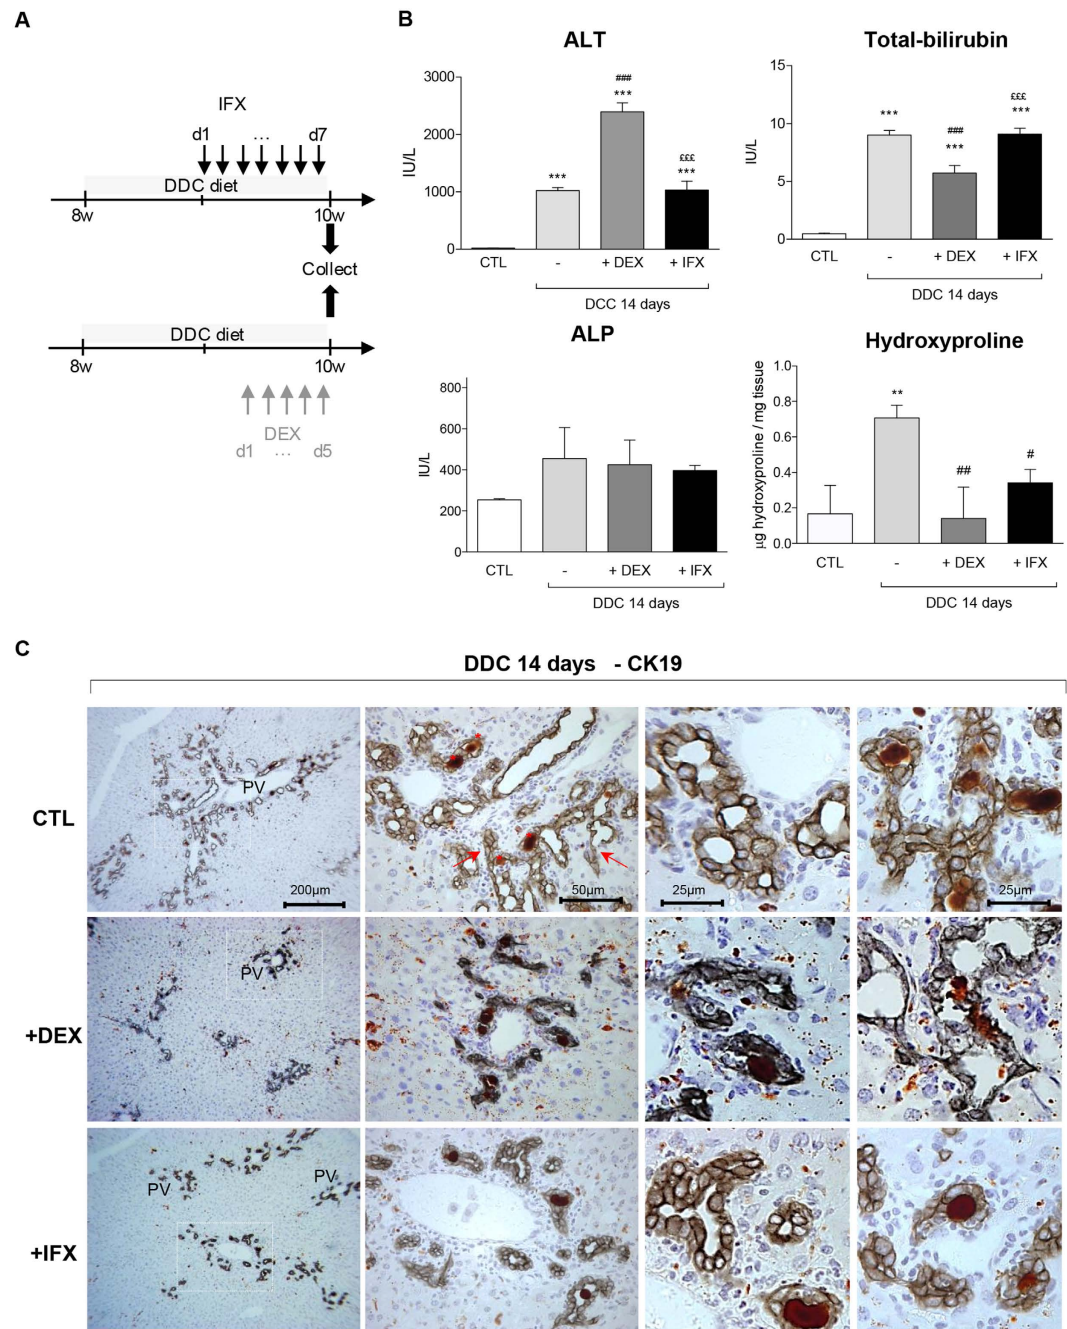 A
IFX
d1 ... d7
DDC diet
8w 10w
Collect
DDC diet
8w 10w
DEX
d1 ... d5
B
ALT
IU/L
3000
2000
1000
0
***
###
***
£££
***
CTL - + DEX + IFX
DCC 14 days
Total-bilirubin
IU/L
15
10
5
0
***
###
***
£££
***
CTL - + DEX + IFX
DDC 14 days
ALP
IU/L
800
600
400
200
0
CTL - + DEX + IFX
DDC 14 days
Hydroxyproline
µg hydroxyproline / mg tissue
1.0
0.8
0.6
0.4
0.2
0.0
**
##
#
CTL - + DEX + IFX
DDC 14 days
C
DDC 14 days - CK19
CTL
PV
200µm
* * * *
50µm
25µm
25µm
+DEX
PV
+IFX
PV PV